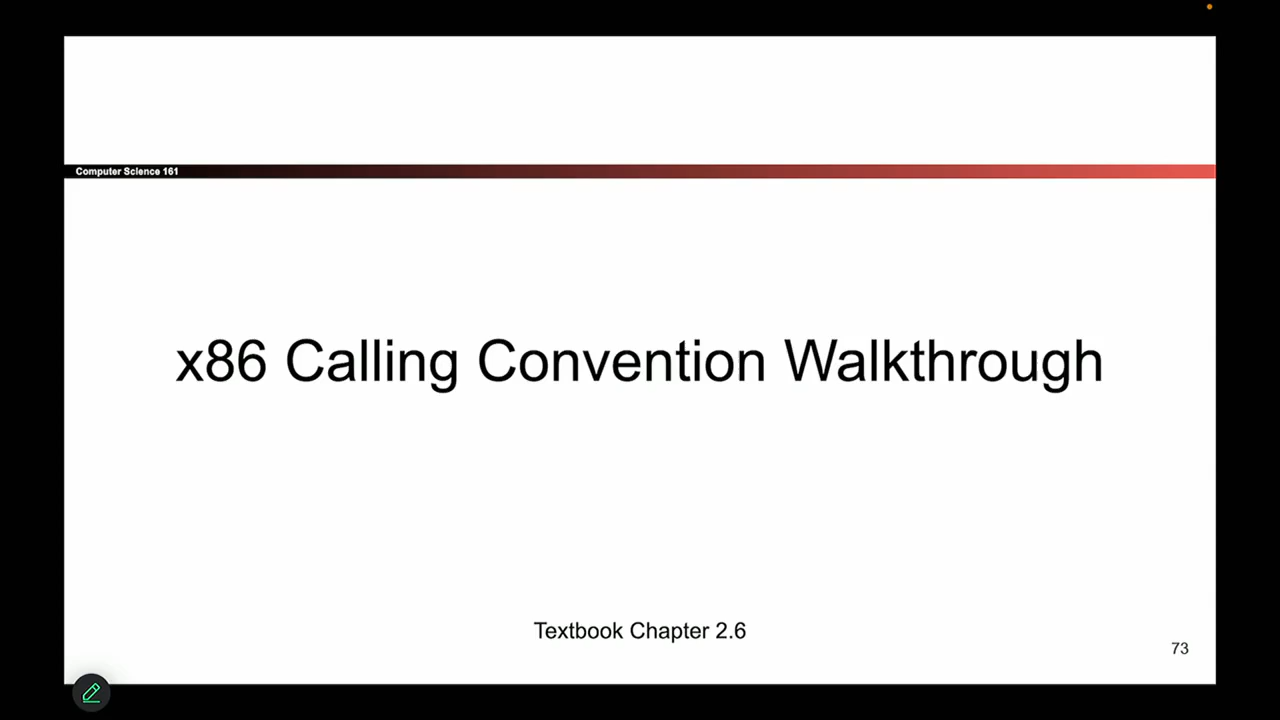 Computer Science 161
x86 Calling Convention Walkthrough
Textbook Chapter 2.6
73